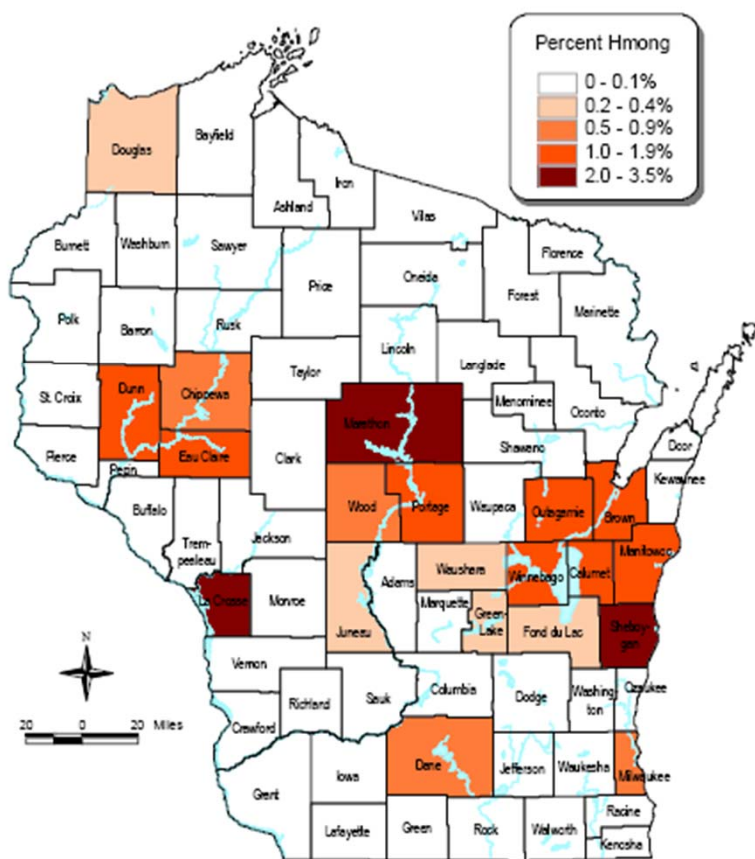 Percent Hmong
0 - 0.1%
0.2 - 0.4%
0.5 - 0.9%
1.0 - 1.9%
2.0 - 3.5%
Douglas
Bayfield
Ashland
Iron
Vilas
Burnett
Washburn
Sawyer
Price
Oneida
Florence
Forest
Marinette
Polk
Barron
Rusk
Lincoln
Langlade
Taylor
Menominee
Oconto
St. Croix
Dunn
Chippewa
Marathon
Shawano
Door
Pierce
Pepin
Eau Claire
Clark
Kewaunee
Buffalo
Wood
Portage
Waupaca
Outagamie
Brown
Trem-
pealeau
Jackson
Adams
Waushara
Winnebago
Calumet
Manitowoc
La Crosse
Monroe
Juneau
Marquette
Green-
Lake
Fond du Lac
Sheboy-
gan
N
Vernon
Richland
Sauk
Columbia
Dodge
Washing-
ton
Ozaukee
20 0 20 Miles
Crawford
Dane
Jefferson
Waukesha
Milwaukee
Grant
Iowa
Lafayette
Green
Rock
Walworth
Racine
Kenosha